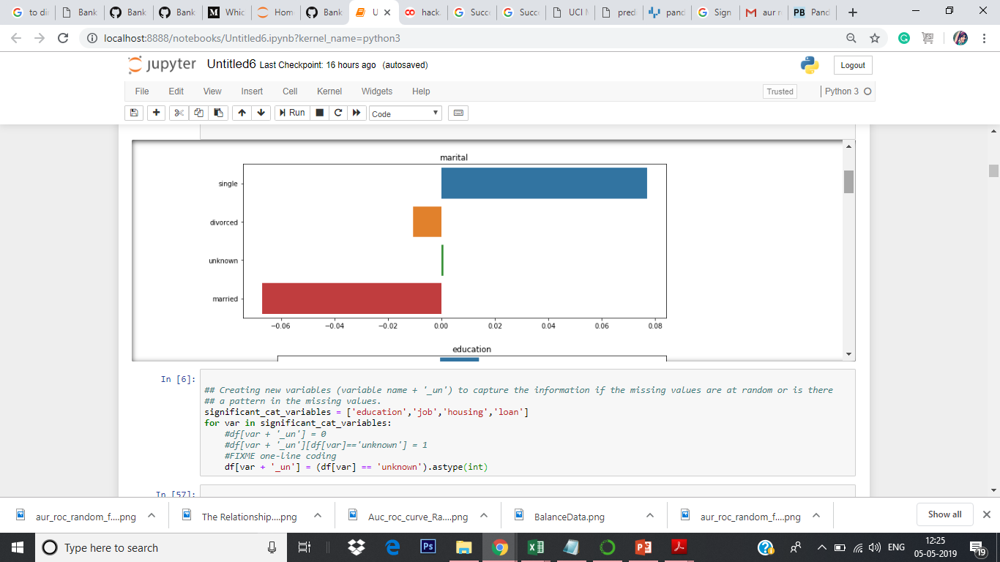 to dir
Bank
Bank
Bank
Whic
Hom
Bank
U
hack
Succ
Succ
UCI
pred
pand
Sign
aur r
Pand
localhost:8888/notebooks/Untitled6.ipynb?kernel_name=python3
jupyter Untitled6 Last Checkpoint: 16 hours ago (autosaved)
Logout
File Edit View Insert Cell Kernel Widgets Help
Trusted
Python 3
Run
Code
marital
single
divorced
unknown
married
−0.06 −0.04 −0.02 0.00 0.02 0.04 0.06 0.08
education
In [6]:
## Creating new variables (variable name + '_un') to capture the information if the missing values are at random or is there
## a pattern in the missing values.
significant_cat_variables = ['education','job','housing','loan']
for var in significant_cat_variables:
#df[var + '_un'] = 0
#df[var + '_un'][df[var]=='unknown'] = 1
#FIXME one-line coding
df[var + '_un'] = (df[var] == 'unknown').astype(int)
In [57]:
aur_roc_random_f....png
The Relationship....png
Auc_roc_curve_Ra....png
BalanceData.png
aur_roc_random_f....png
Show all
Type here to search
ENG
12:25
05-05-2019
19